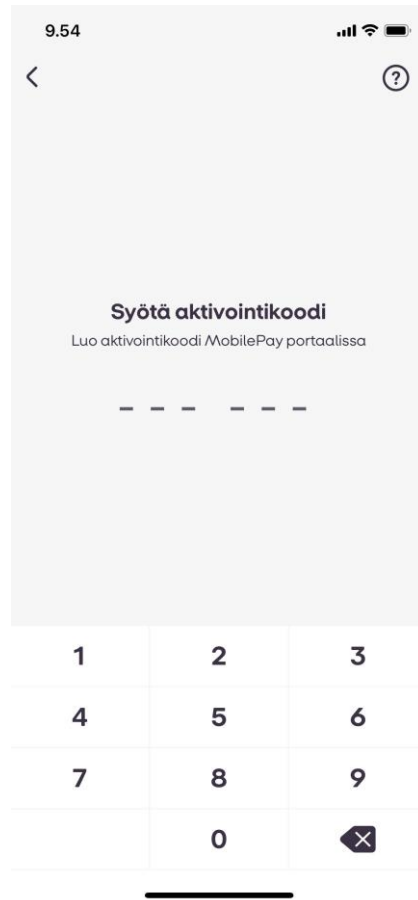 9.54
Syötä aktivointikoodi
Luo aktivointikoodi MobilePay portaalissa
1 2 3
4 5 6
7 8 9
0